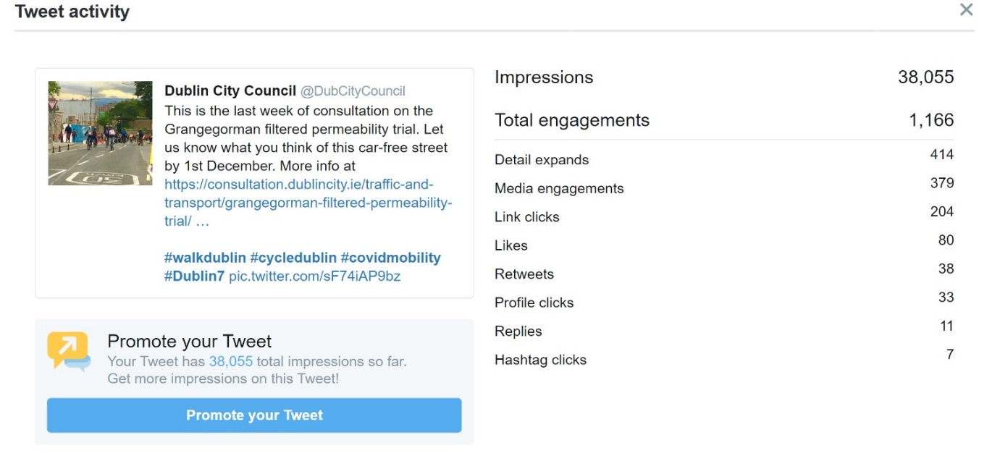 Tweet activity
Dublin City Council @DubCityCouncil
This is the last week of consultation on the
Grangegorman filtered permeability trial. Let
us know what you think of this car-free street
by 1st December. More info at
https://consultation.dublincity.ie/traffic-and-
transport/grangegorman-filtered-permeability-
trial/ …
#walkdublin #cycledublin #covidmobility
#Dublin7 pic.twitter.com/sF74iAP9bz
Promote your Tweet
Your Tweet has 38,055 total impressions so far.
Get more impressions on this Tweet!
Promote your Tweet
Impressions 38,055
Total engagements 1,166
Detail expands 414
Media engagements 379
Link clicks 204
Likes 80
Retweets 38
Profile clicks 33
Replies 11
Hashtag clicks 7